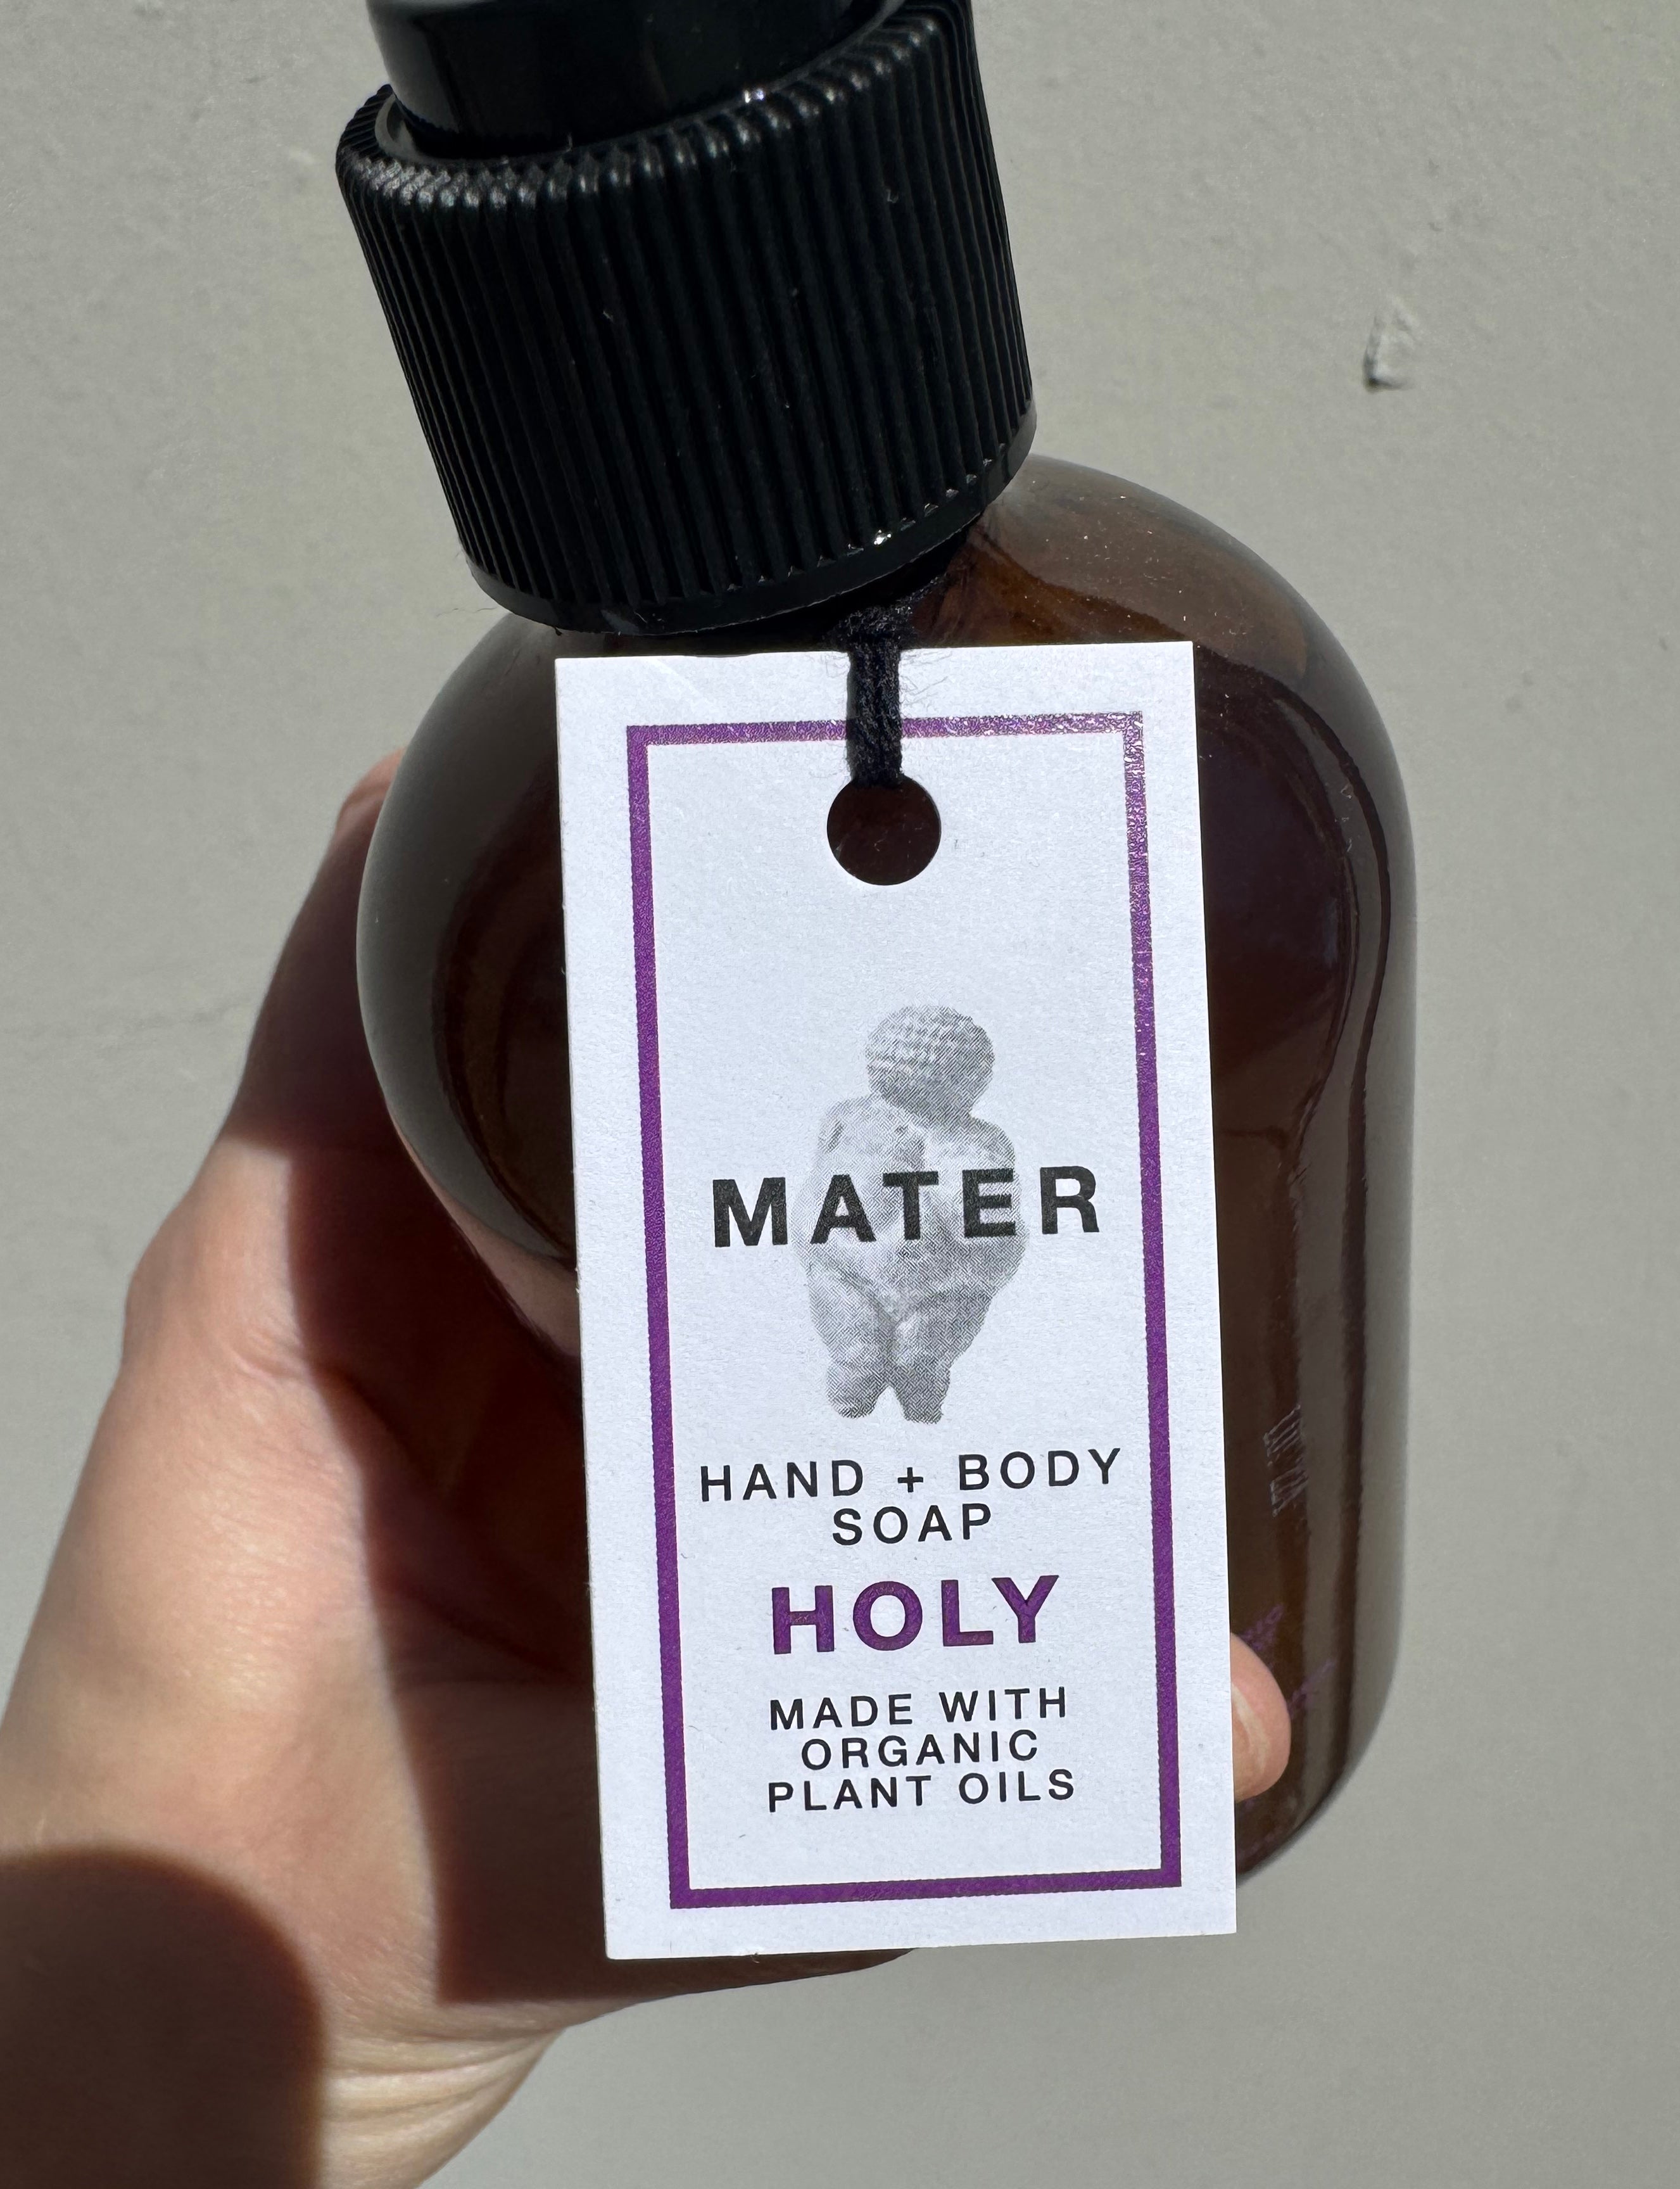 MATER
HAND + BODY
SOAP
HOLY
MADE WITH
ORGANIC
PLANT OILS